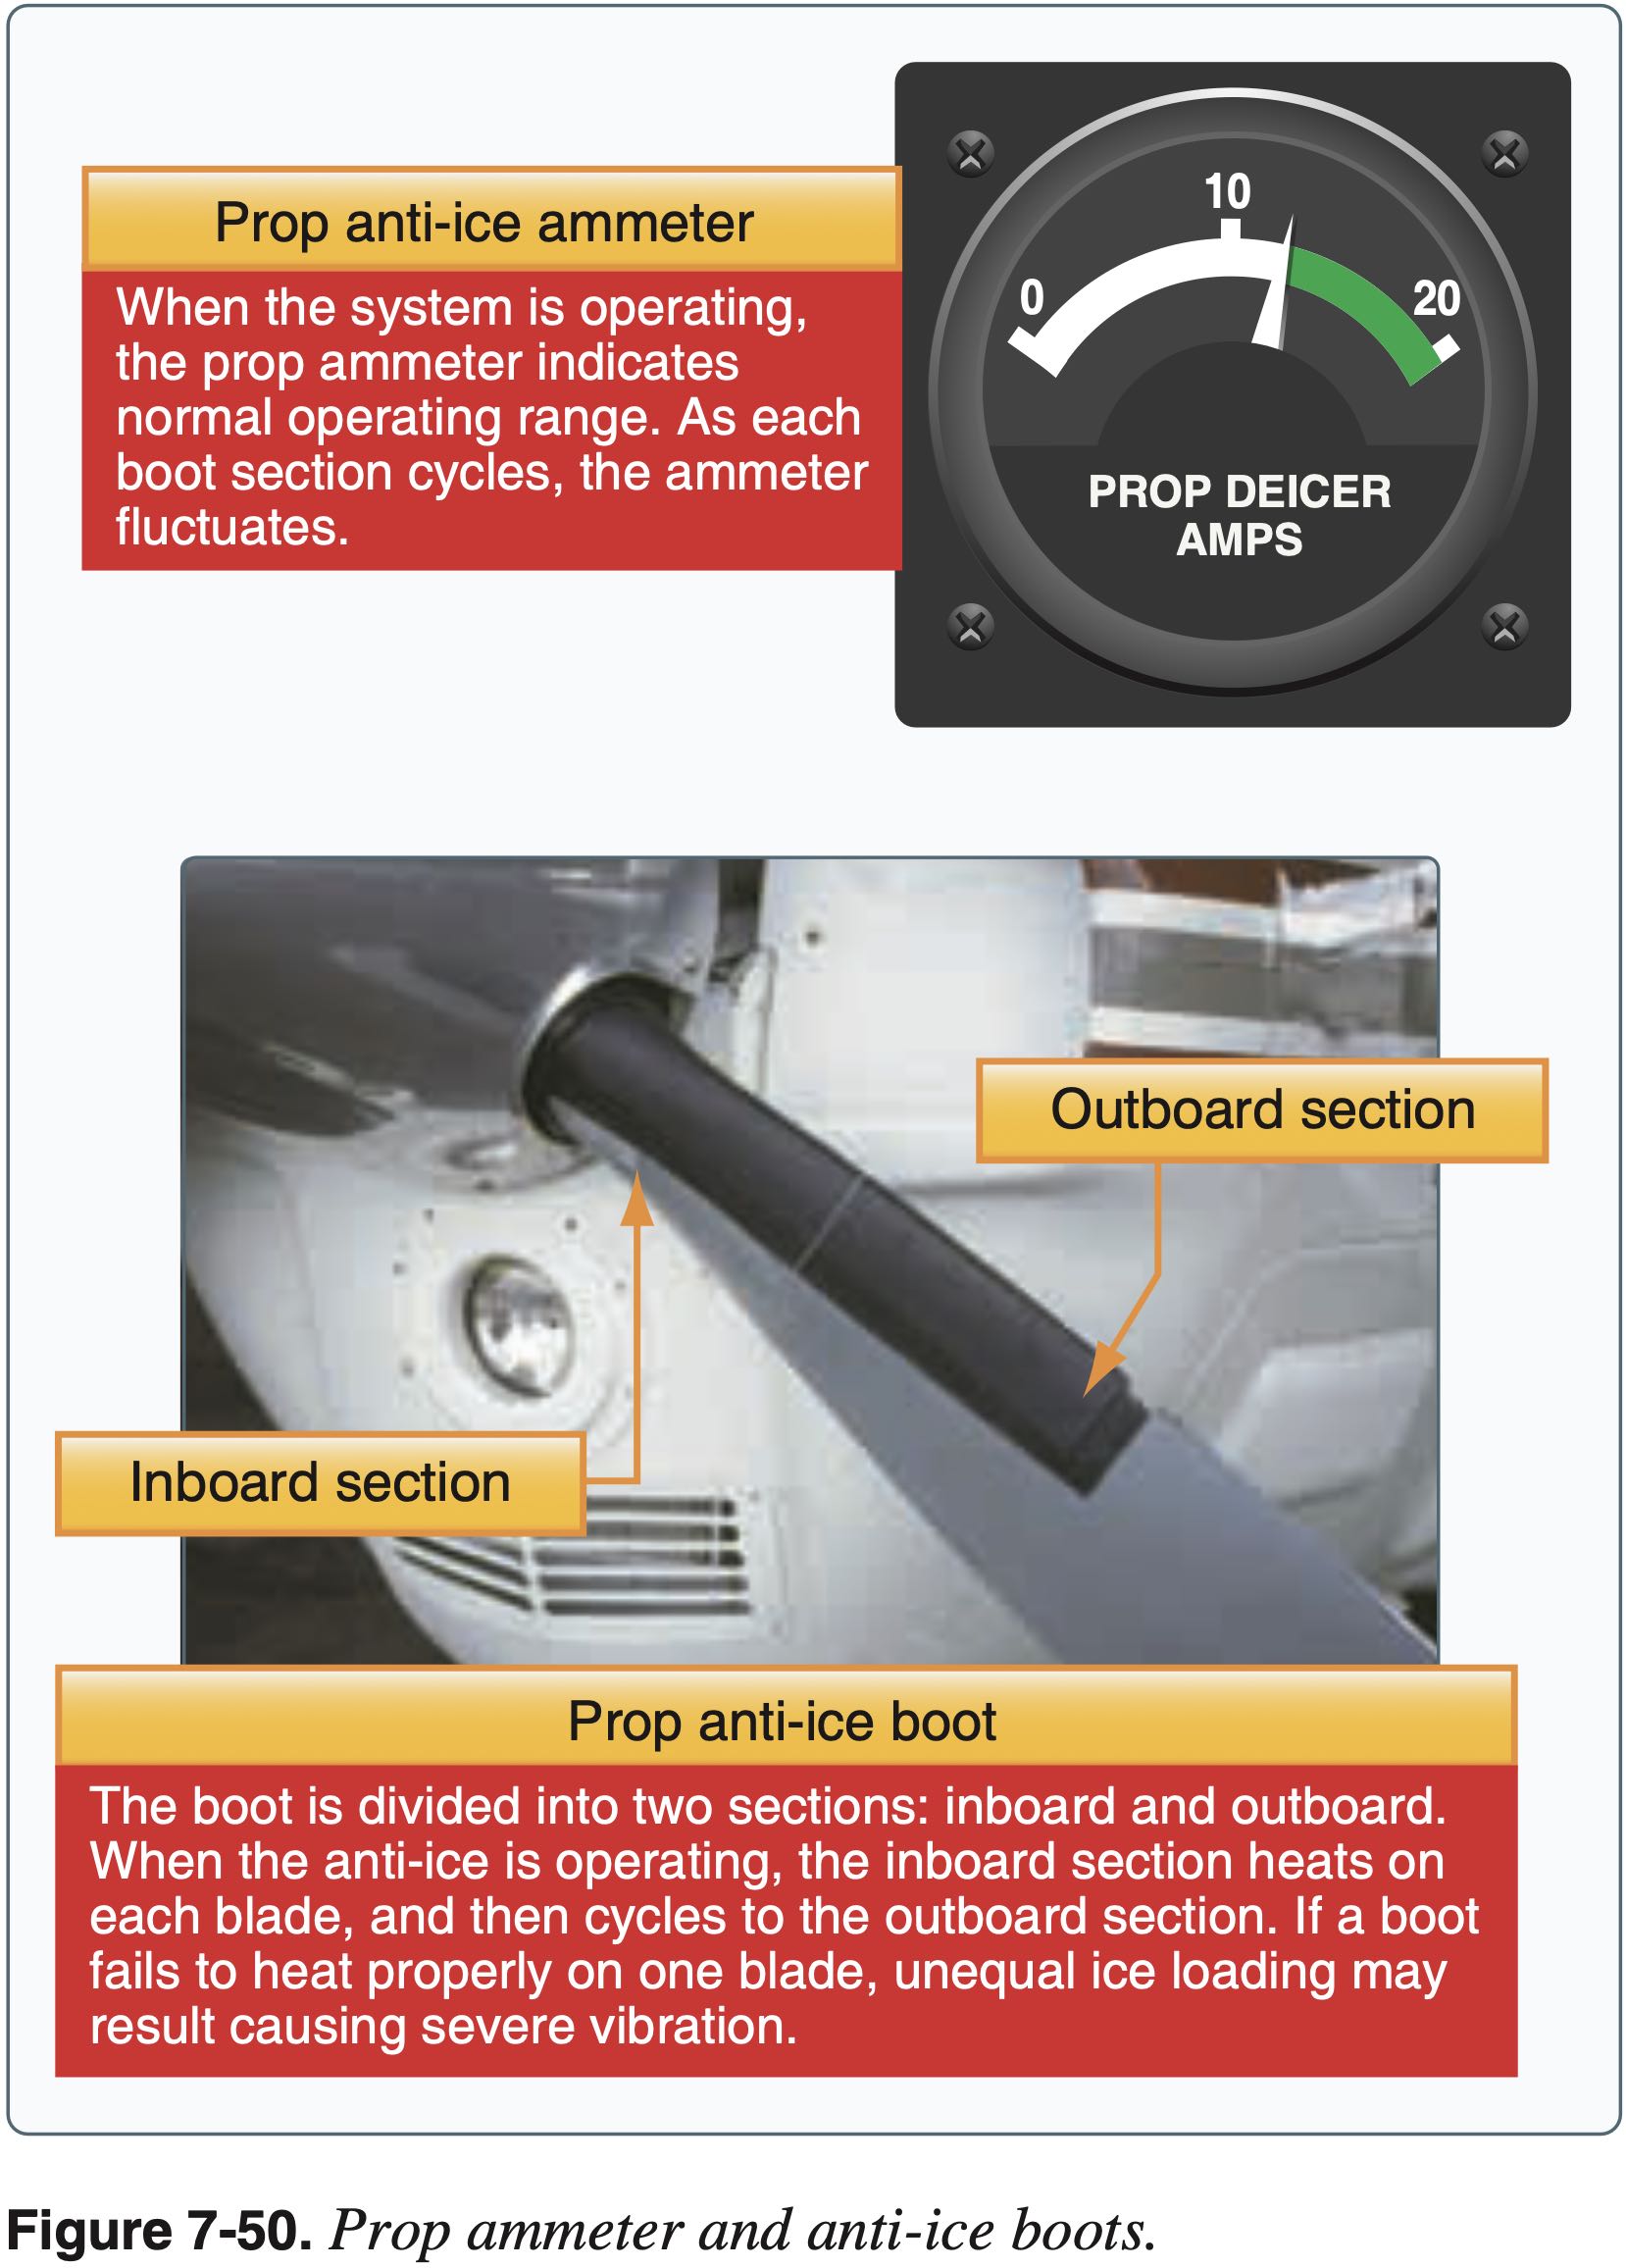 Prop anti-ice ammeter
When the system is operating,
the prop ammeter indicates
normal operating range. As each
boot section cycles, the ammeter
fluctuates.
0
10
20
PROP DEICER
AMPS
Outboard section
Inboard section
Prop anti-ice boot
The boot is divided into two sections: inboard and outboard.
When the anti-ice is operating, the inboard section heats on
each blade, and then cycles to the outboard section. If a boot
fails to heat properly on one blade, unequal ice loading may
result causing severe vibration.
Figure 7-50. Prop ammeter and anti-ice boots.